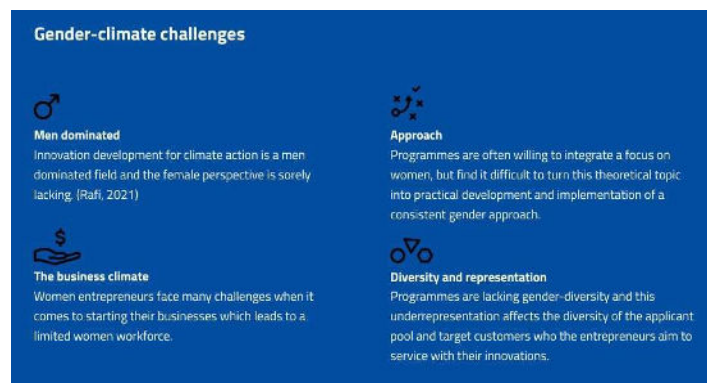 Gender-climate challenges
Men dominated
Innovation development for climate action is a men
dominated field and the female perspective is sorely
lacking. (Rafi, 2021)
Approach
Programmes are often willing to integrate a focus on
women, but find it difficult to turn this theoretical topic
into practical development and implementation of a
consistent gender approach.
$
The business climate
Women entrepreneurs face many challenges when it
comes to starting their businesses which leads to a
limited women workforce.
Diversity and representation
Programmes are lacking gender-diversity and this
underrepresentation affects the diversity of the applicant
pool and target customers who the entrepreneurs aim to
service with their innovations.